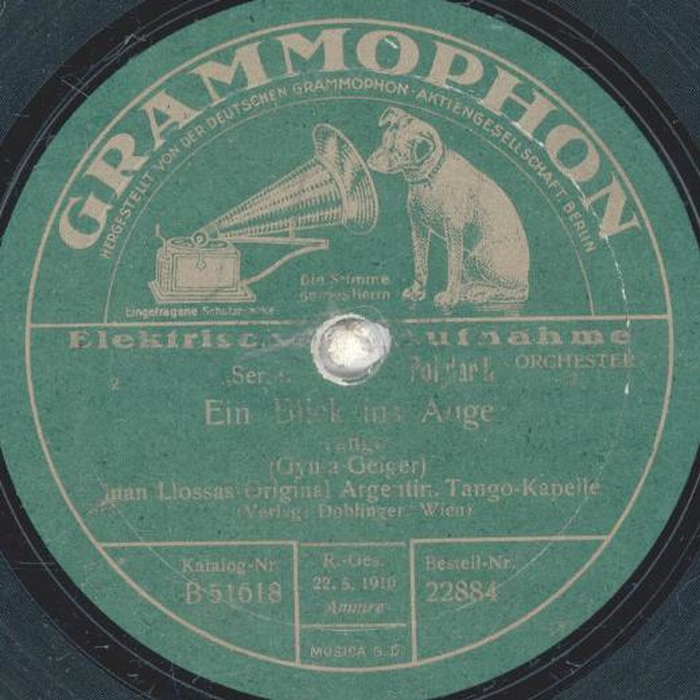 GRAMMOPHON
HERGESTELLT VON DER DEUTSCHEN GRAMMOPHON-AKTIENGESELLSCHAFT, BERLIN
Die Stimme
seines Herrn
Eingetragene Schutzmarke
Aufnahme
ORCHESTER
2
Ein Blick ins Auge
Tango
Geiger)
Juan Llossas Original Argentin. Tango-Kapelle
(Verlag: Doblinger, Wien)
Katalog-Nr.
B 51618
R.-Ges.
22. 5. 1910
Ammre
Bestell-Nr.
22884
MUSICA